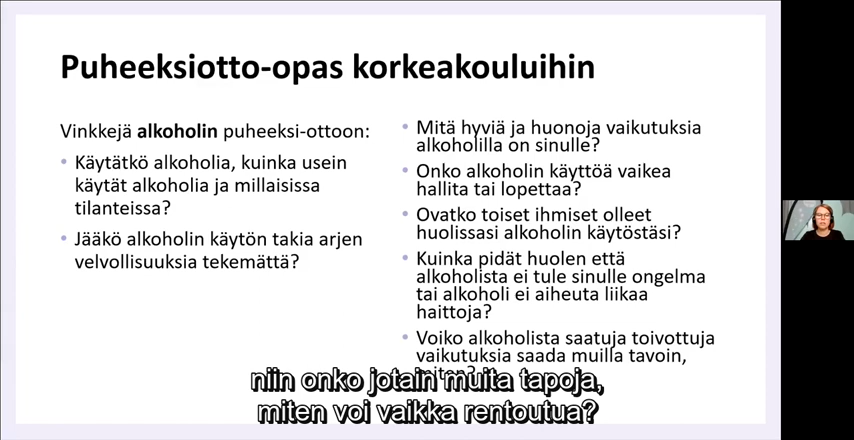 Puheeksiotto-opas korkeakouluihin
Vinkkejä alkoholin puheeksi-ottoon:
• Käytätkö alkoholia, kuinka usein
käytät alkoholia ja millaisissa
tilanteissa?
• Jääkö alkoholin käytön takia arjen
velvollisuuksia tekemättä?
• Mitä hyviä ja huonoja vaikutuksia
alkoholilla on sinulle?
• Onko alkoholin käyttöä vaikea
hallita tai lopettaa?
• Ovatko toiset ihmiset olleet
huolissasi alkoholin käytöstäsi?
• Kuinka pidät huolen että
alkoholista ei tule sinulle ongelma
tai alkoholi ei aiheuta liikaa
haittoja?
• Voiko alkoholista saatuja toivottuja
vaikutuksia saada muilla tavoin,
niin onko jotain muita tapoja,
miten voi vaikka rentoutua?